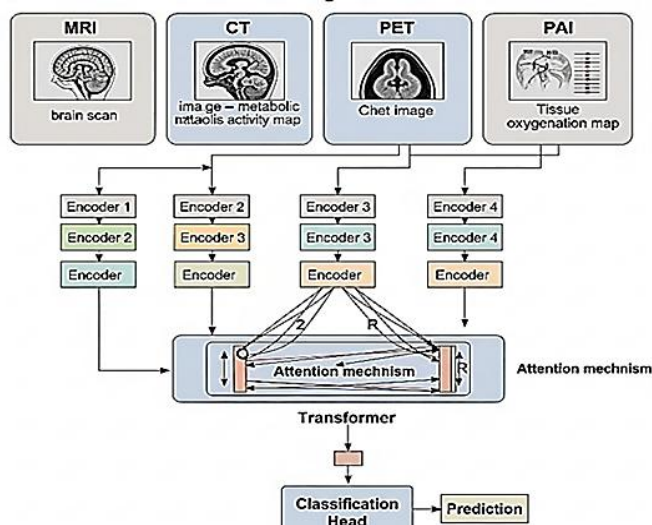 MRI
CT
PET
PAI
brain scan
ima.ge – metabolic
nataolis activity map
Chet image
Tissue
oxygenation map
Encoder 1
Encoder 2
Encoder 3
Encoder 4
Encoder 2
Encoder 3
Encoder 3
Encoder 4
Encoder
Encoder
Encoder
Encoder
2
R
Attention mechnism
R
Attention mechnism
Transformer
Classification
Head
Prediction